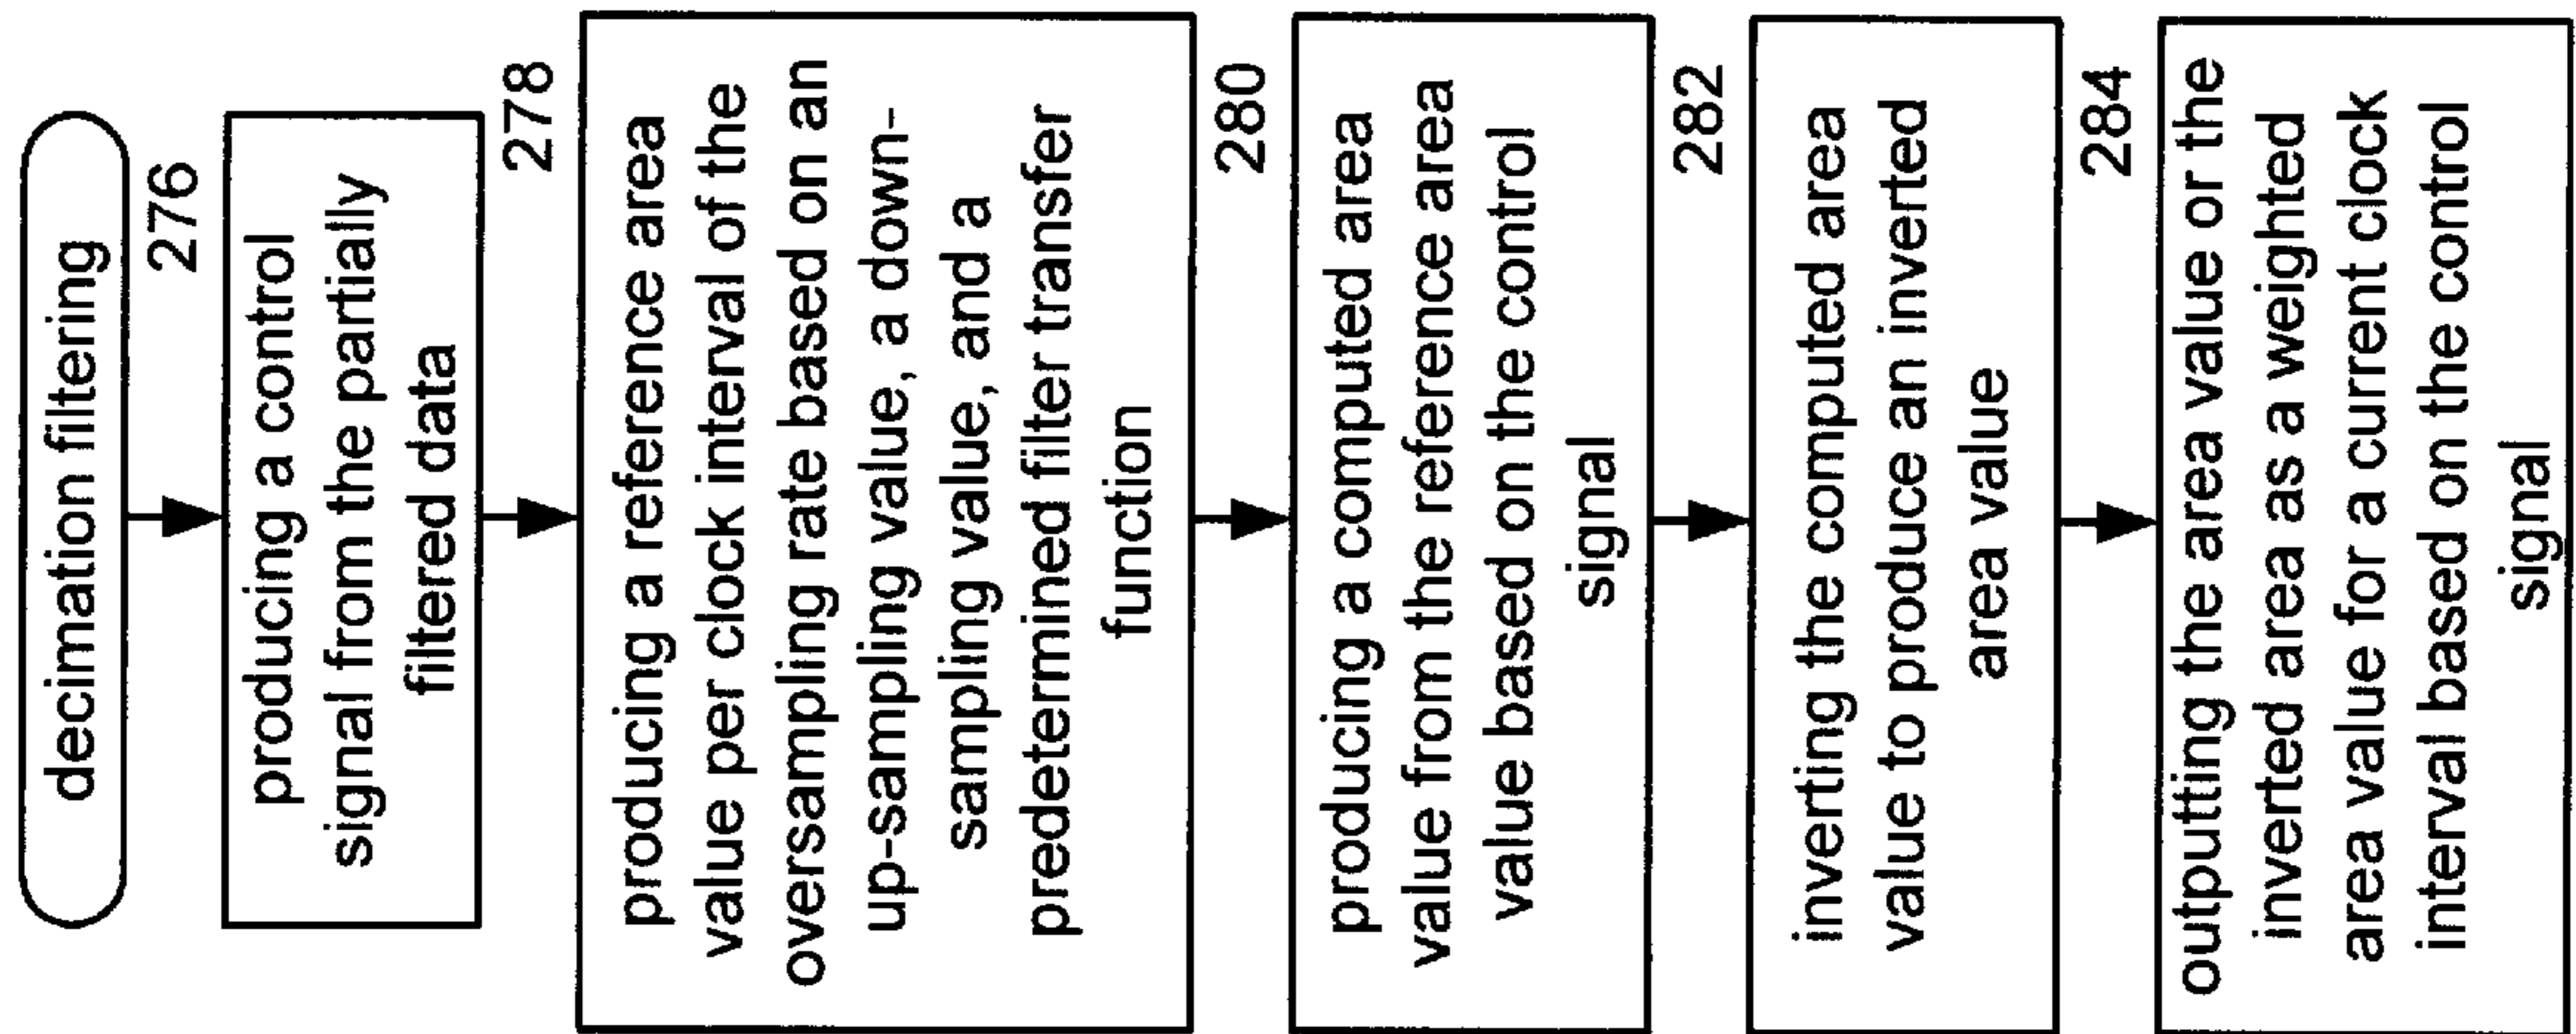 decimation filtering
276
producing a control
signal from the partially
filtered data
278
producing a reference area
value per clock interval of the
oversampling rate based on an
up-sampling value, a down-
sampling value, and a
predetermined filter transfer
function
280
producing a computed area
value from the reference area
value based on the control
signal
282
inverting the computed area
value to produce an inverted
area value
284
outputting the area value or the
inverted area as a weighted
area value for a current clock
interval based on the control
signal